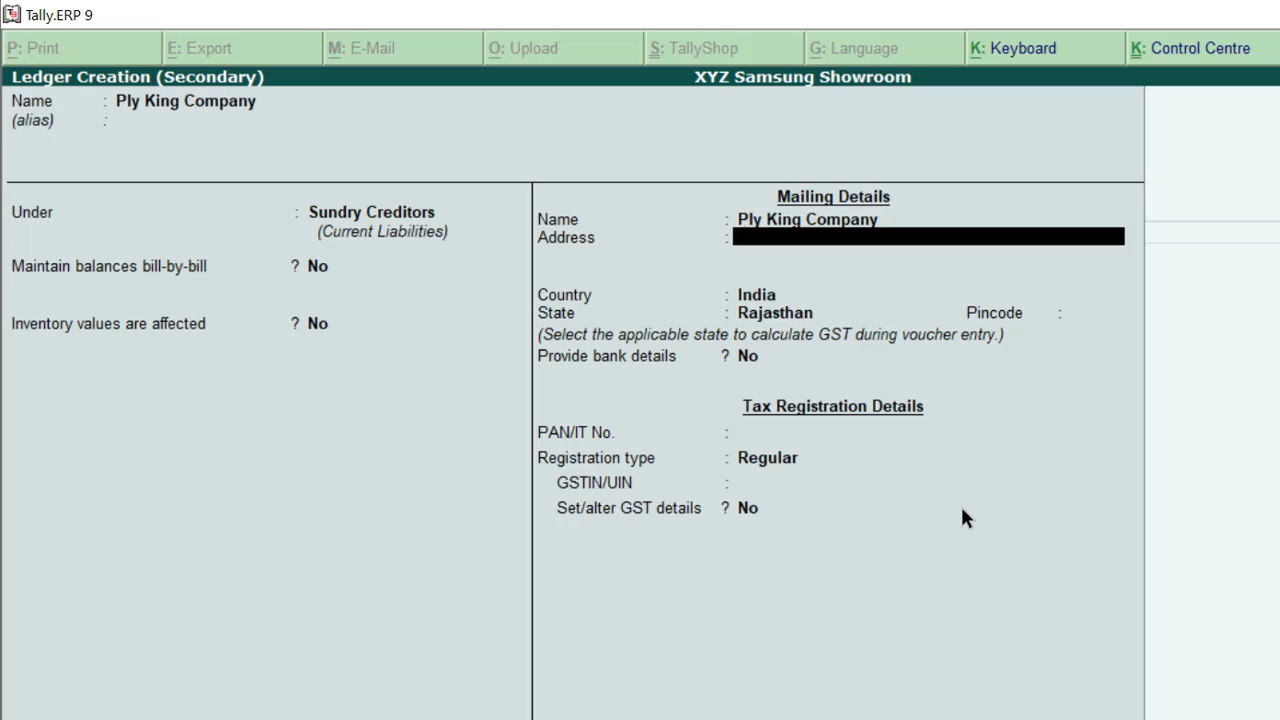 Tally.ERP 9
P: Print E: Export M: E-Mail O: Upload S: TallyShop G: Language K: Keyboard K: Control Centre
Ledger Creation (Secondary) XYZ Samsung Showroom
Name : Ply King Company
(alias) :
Under : Sundry Creditors
(Current Liabilities)
Maintain balances bill-by-bill ? No
Inventory values are affected ? No
Mailing Details
Name : Ply King Company
Address :
Country : India
State : Rajasthan Pincode :
(Select the applicable state to calculate GST during voucher entry.)
Provide bank details ? No
Tax Registration Details
PAN/IT No. :
Registration type : Regular
GSTIN/UIN :
Set/alter GST details ? No